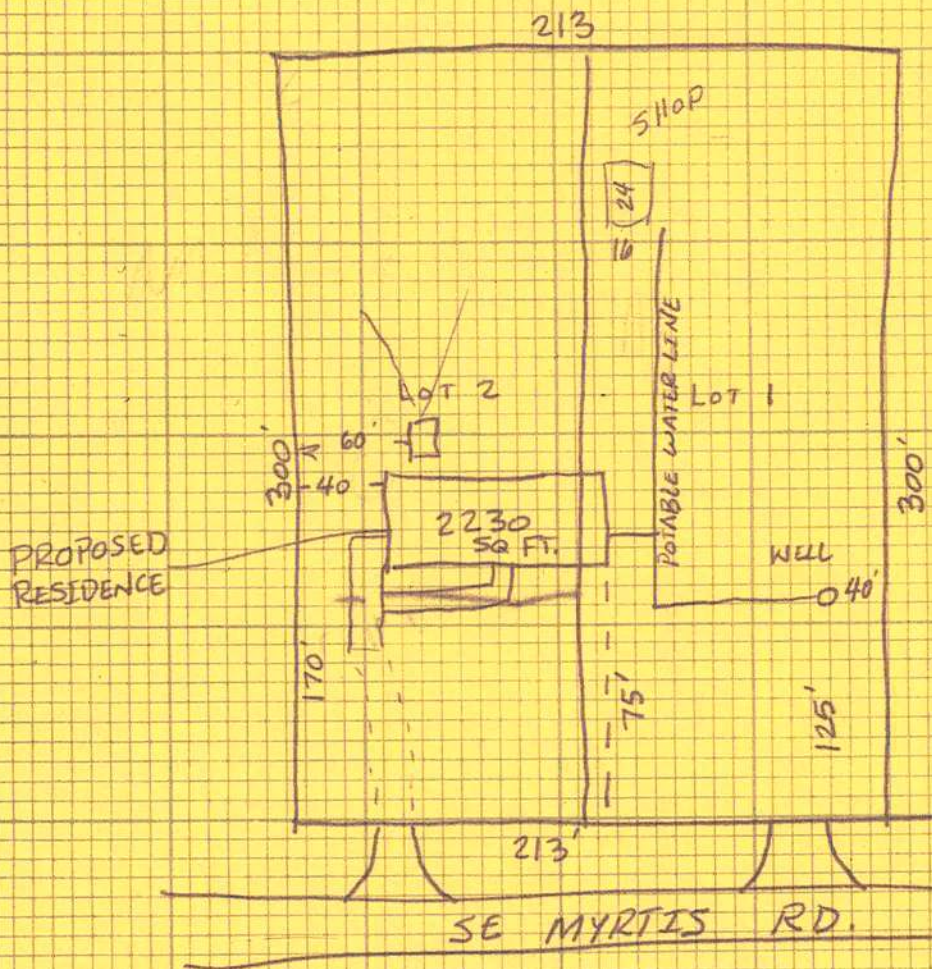 213
SHOP
24
16
POTABLE WATER LINE
LOT 2
LOT 1
60'
300'
40
300'
2230
SQ FT.
PROPOSED
RESIDENCE
WELL
40'
170'
75'
125'
213'
SE MYRTIS RD.